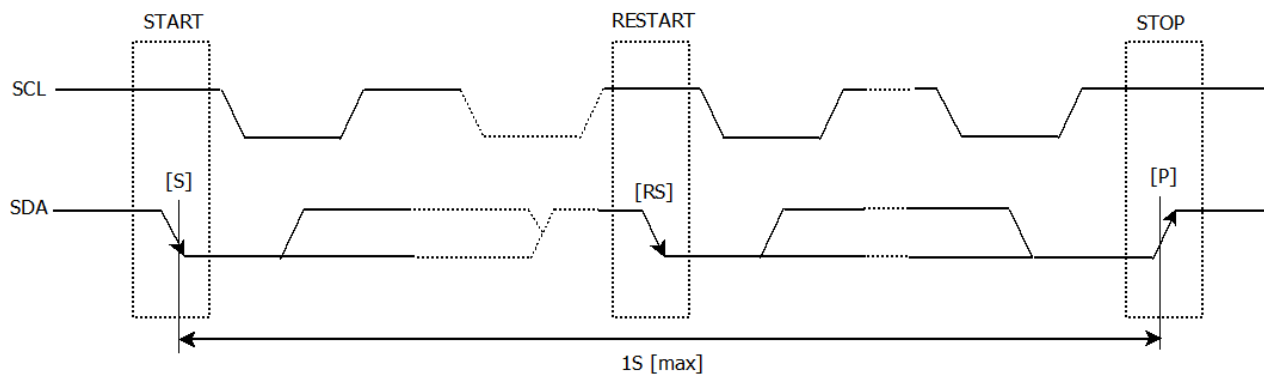 START
RESTART
STOP
SCL
[S]
[RS]
[P]
SDA
1S [max]